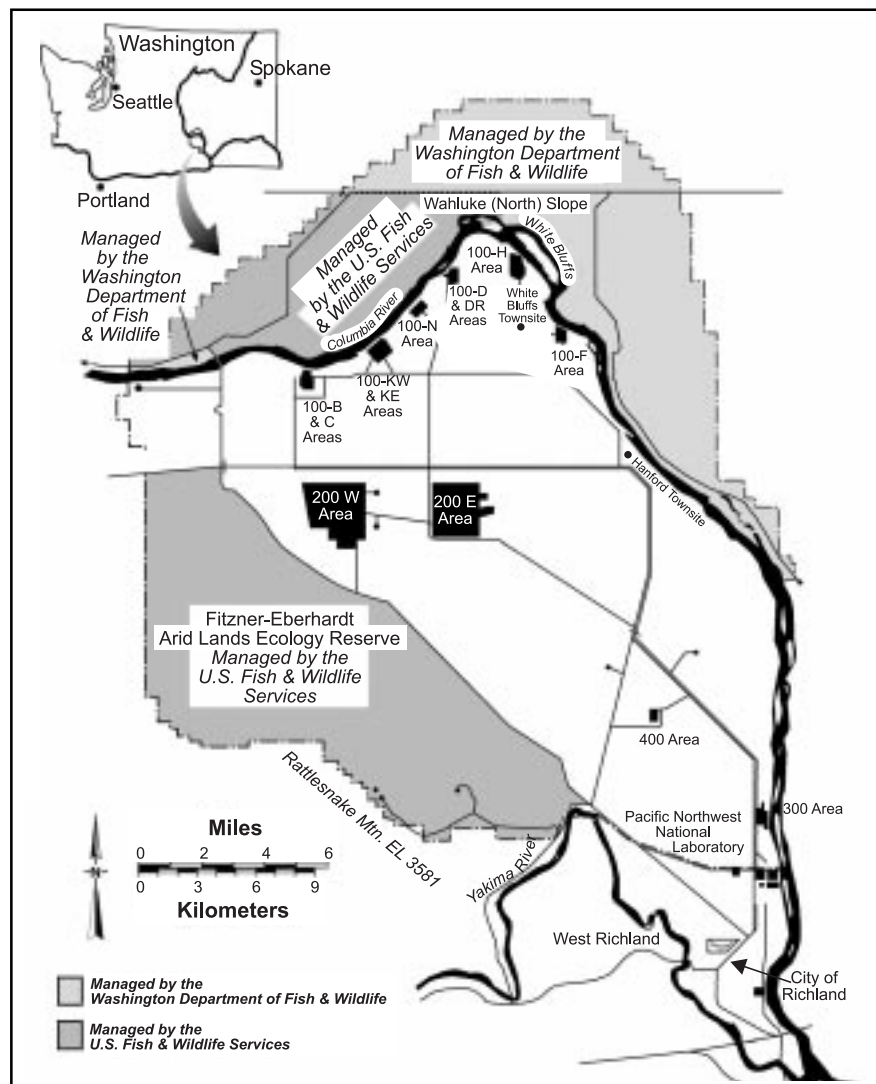 Washington
Spokane
Seattle
Portland
Managed by the
Washington Department
of Fish & Wildlife
Wahluke (North) Slope
White Bluffs
Managed
by the U.S. Fish
& Wildlife Services
Managed
by the
Washington
Department
of Fish
& Wildlife
Columbia River
100-H
Area
100-D
& DR
Areas
White
Bluffs
Townsite
100-N
Area
100-F
Area
100-KW
& KE
Areas
100-B
& C
Areas
Hanford Townsite
200 W
Area
200 E
Area
Fitzner-Eberhardt
Arid Lands Ecology Reserve
Managed by the
U.S. Fish & Wildlife
Services
400 Area
Rattlesnake Mtn. EL 3581
300 Area
Pacific Northwest
National
Laboratory
Yakima River
West Richland
City of
Richland
Miles
0 2 4 6
N
0 3 6 9
Kilometers
Managed by the
Washington Department of Fish & Wildlife
Managed by the
U.S. Fish & Wildlife Services